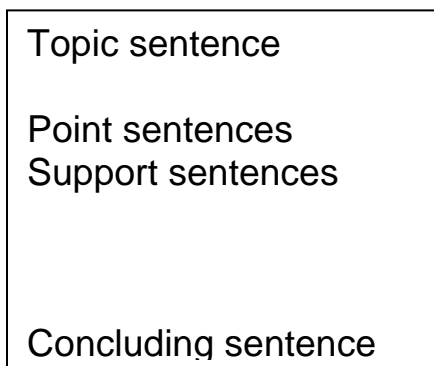 Topic sentence
Point sentences
Support sentences
Concluding sentence